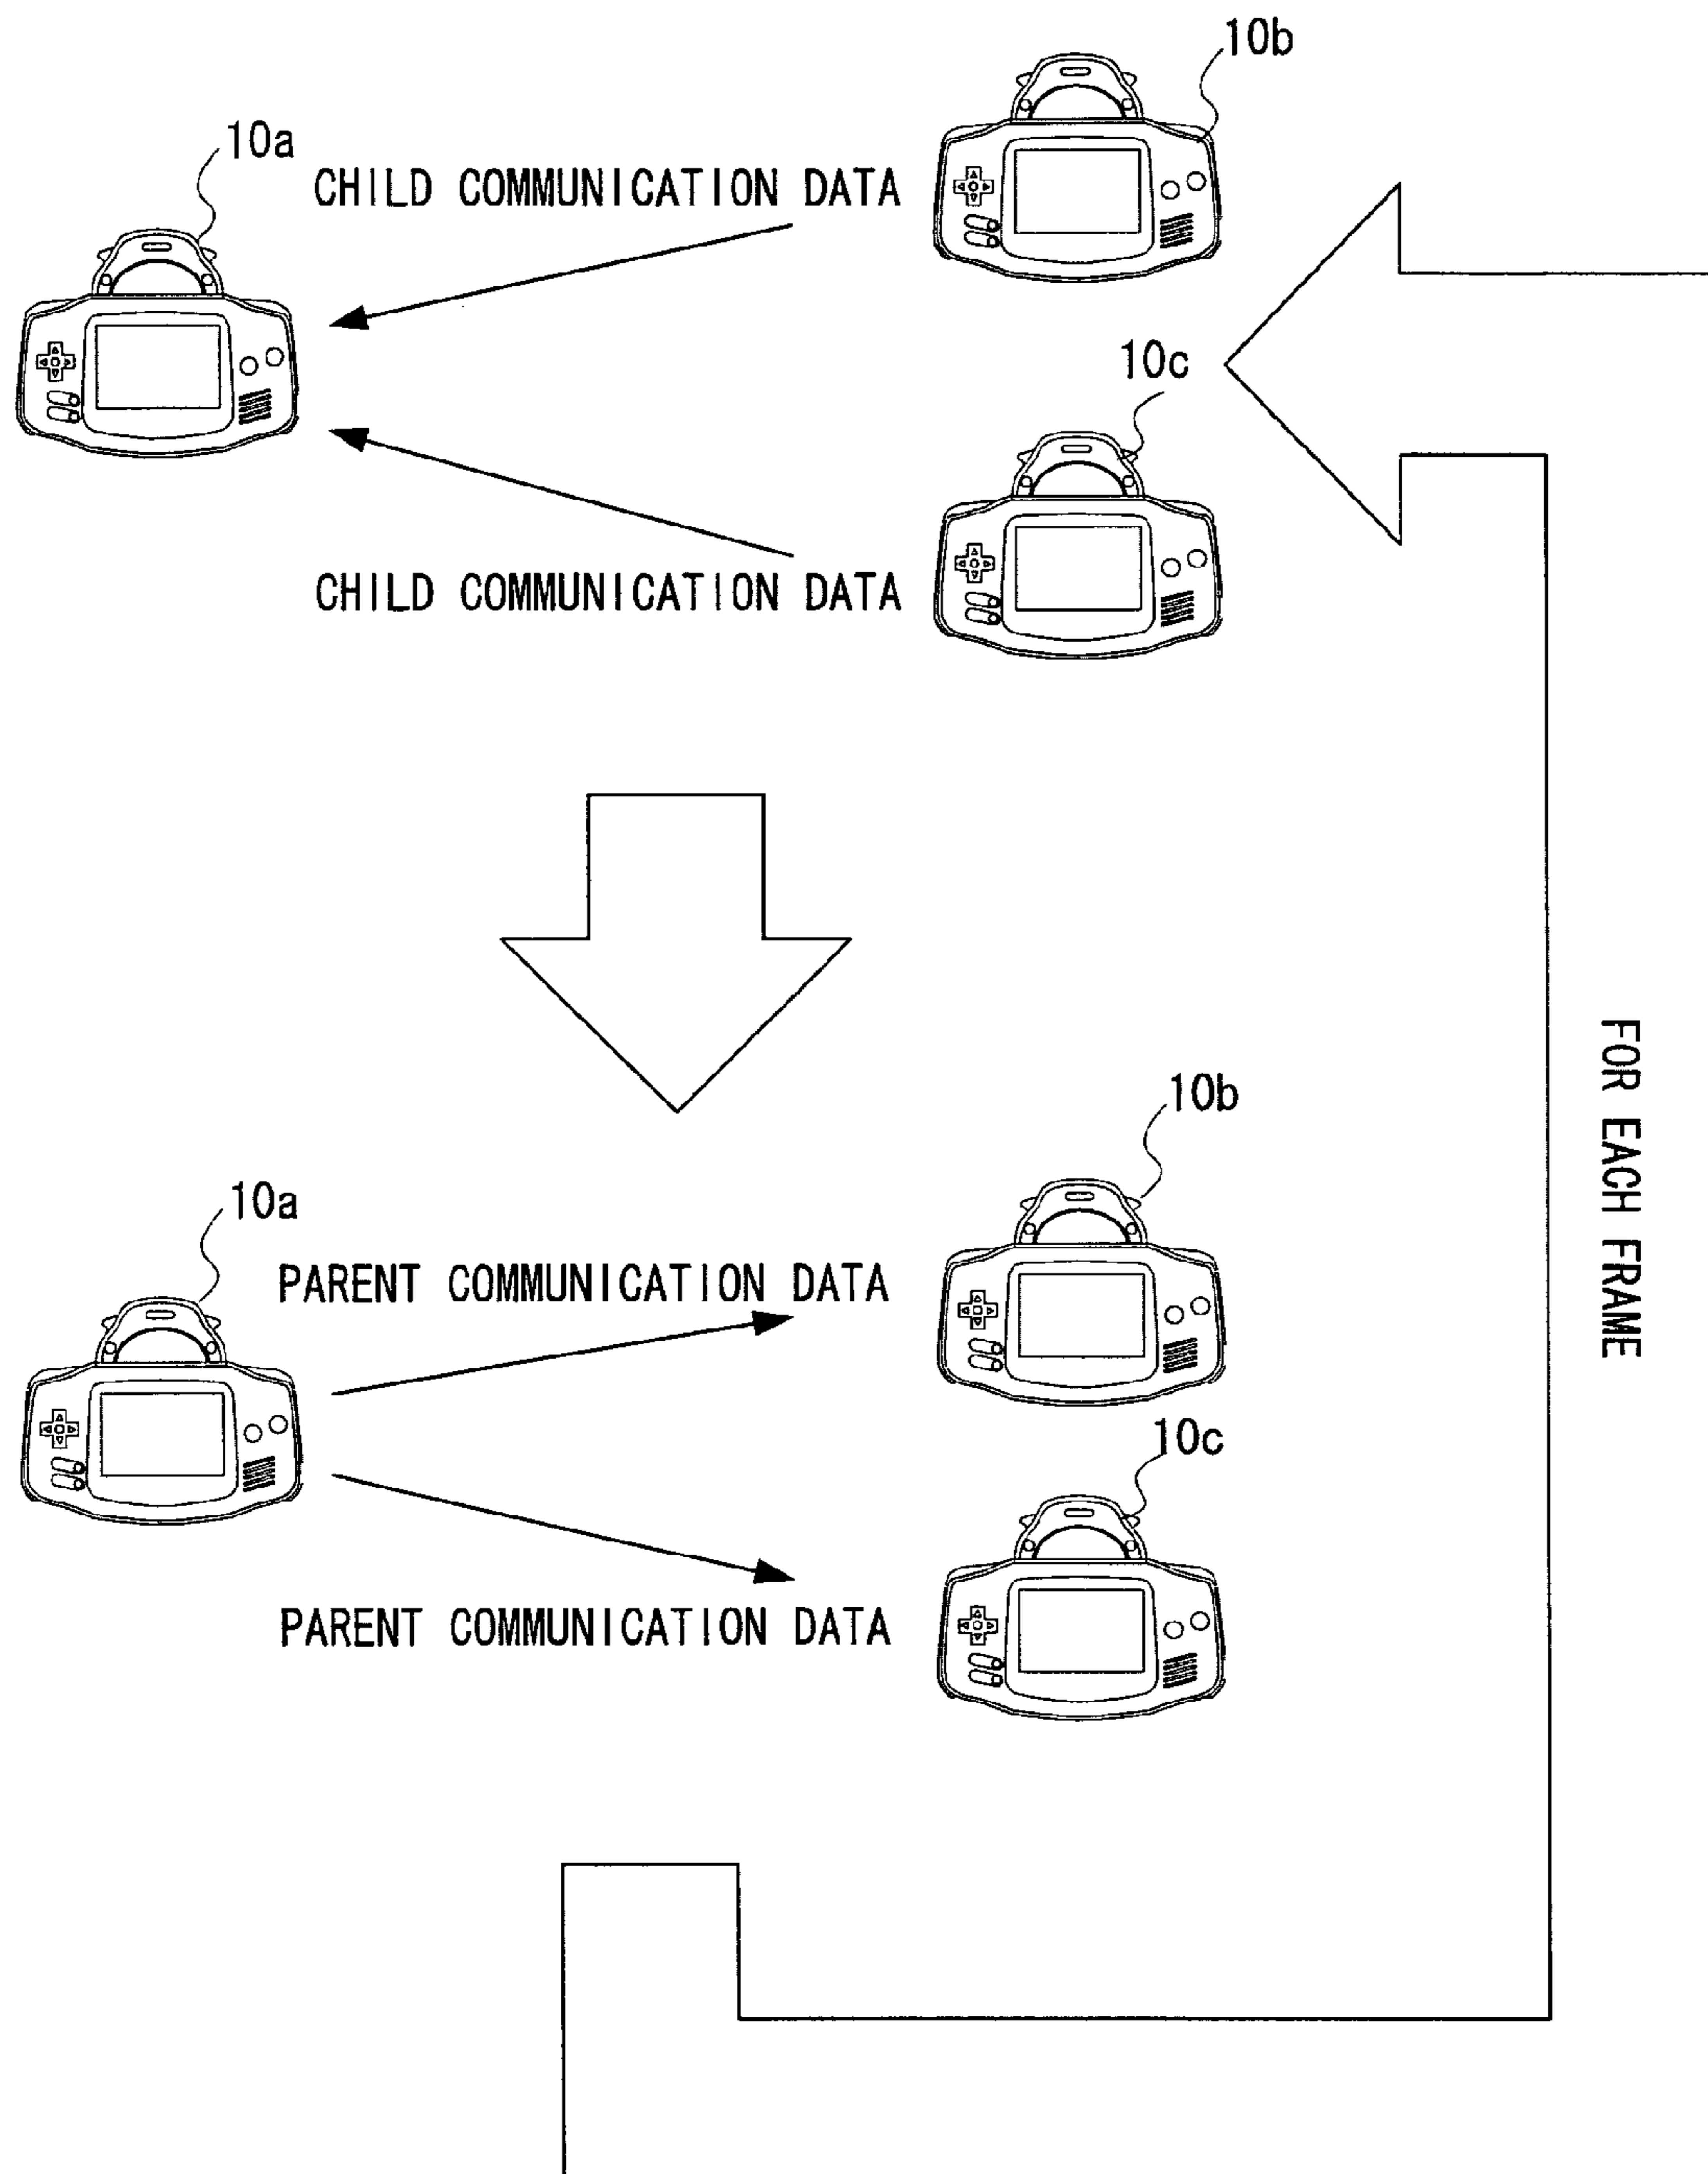 10b
10a
CHILD COMMUNICATION DATA
10c
CHILD COMMUNICATION DATA
FOR EACH FRAME
10b
10a
PARENT COMMUNICATION DATA
10c
PARENT COMMUNICATION DATA